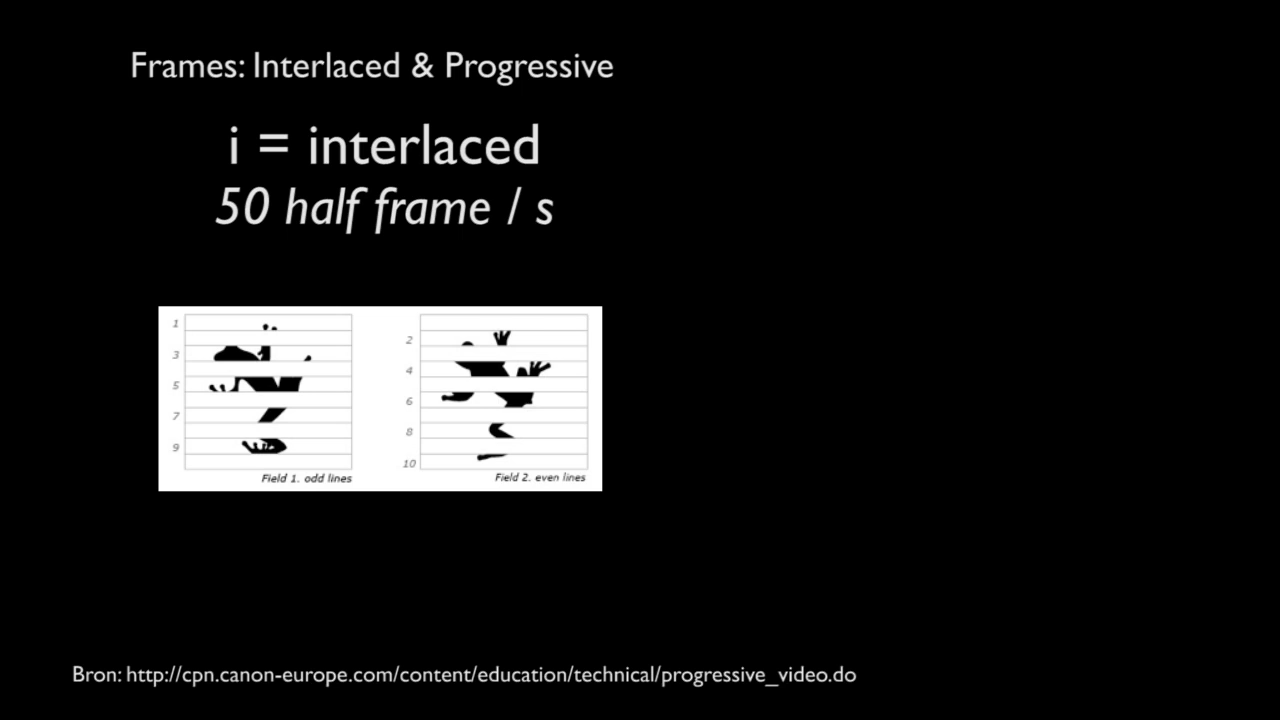 Frames: Interlaced & Progressive
i = interlaced
50 half frame / s
1
3
5
7
9
Field 1. odd lines
2
4
6
8
10
Field 2. even lines
Bron: http://cpn.canon-europe.com/content/education/technical/progressive_video.do